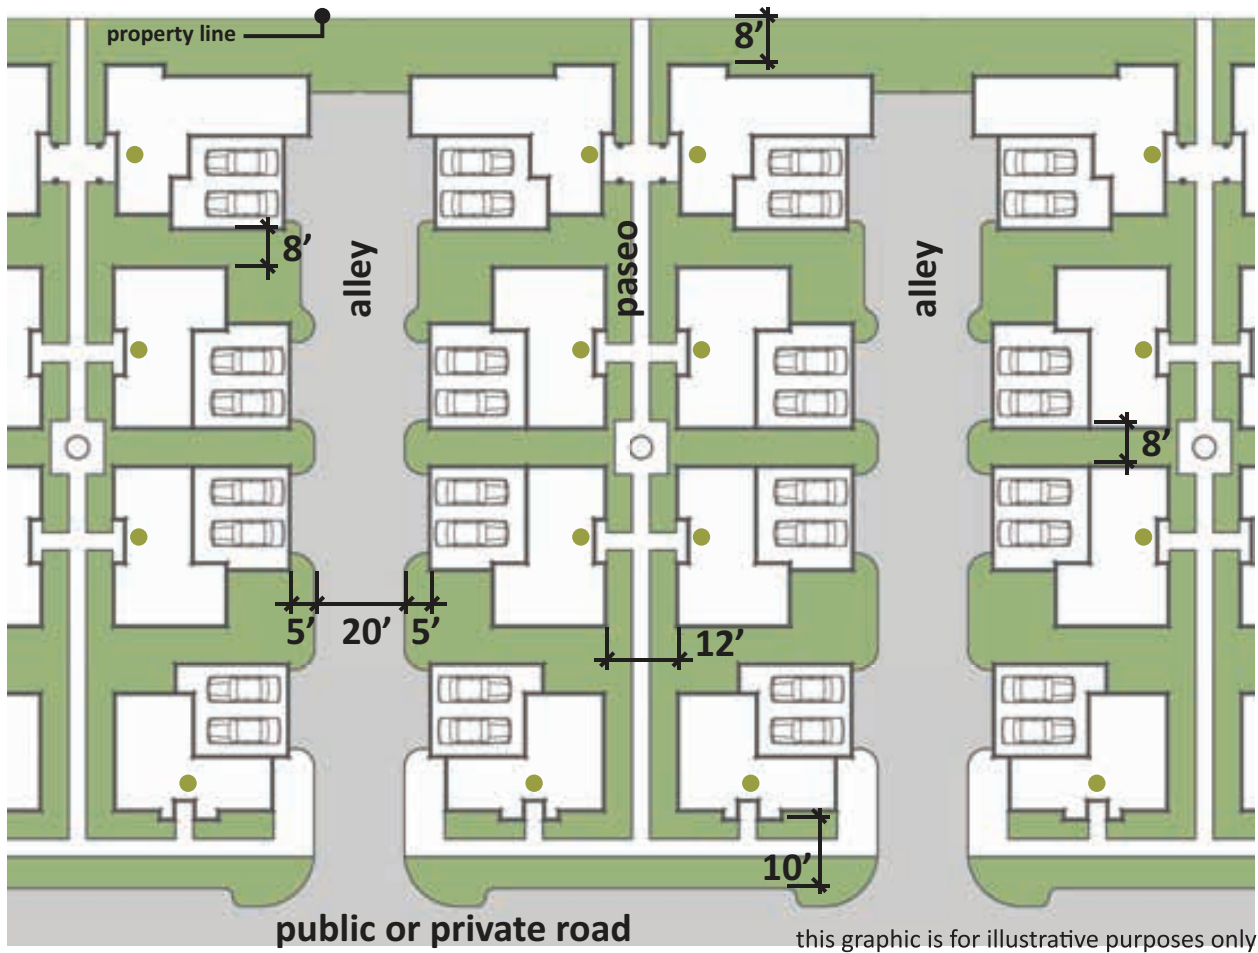 property line
8’
8’
alley
paseo
alley
8’
5’
20’
5’
12’
10’
public or private road
this graphic is for illustrative purposes only